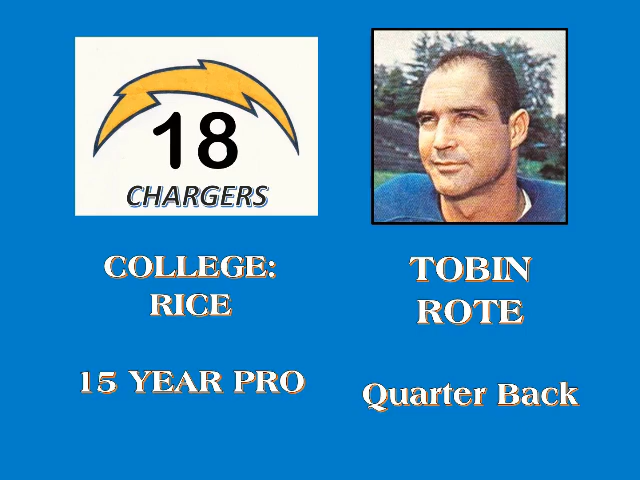 18
CHARGERS
COLLEGE:
RICE
15 YEAR PRO
TOBIN
ROTE
Quarter Back